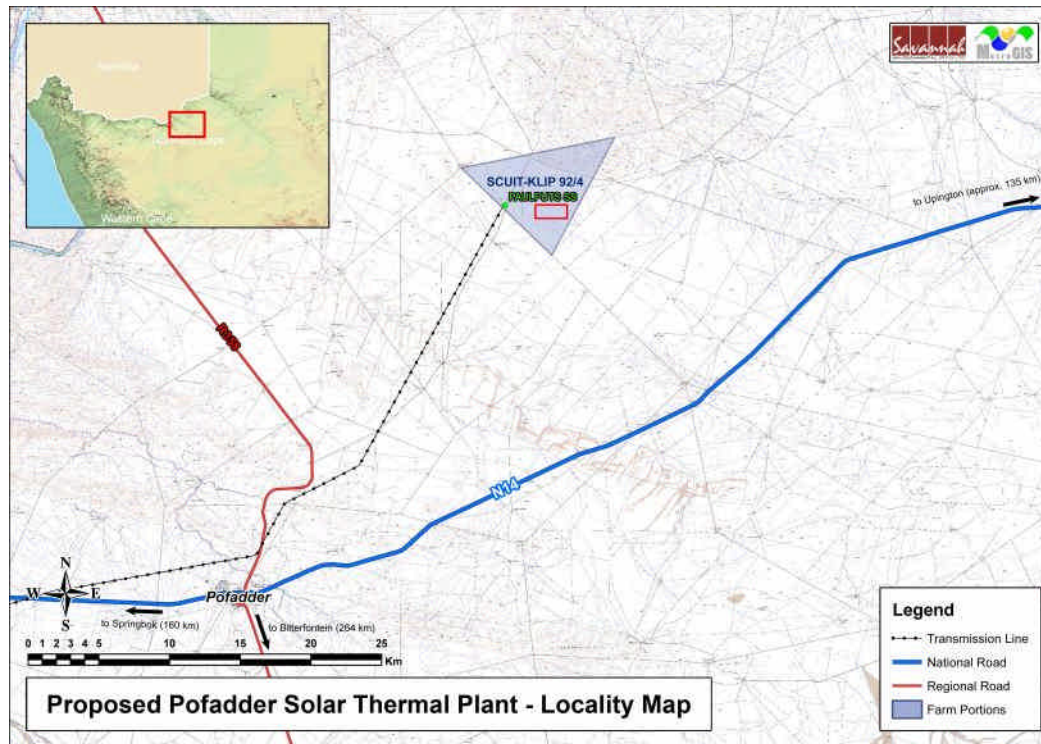 Namibia
Western Cape
Savannah
MetroGIS
SCUIT-KLIP 92/4
PAULPUTS SS
to Upington (approx. 135 km)
N14
N
W E
S
Pofadder
to Springbok (160 km)
to Bitterfontein (264 km)
0 1 2 3 4 5 10 15 20 25
Km
Proposed Pofadder Solar Thermal Plant - Locality Map
Legend
Transmission Line
National Road
Regional Road
Farm Portions